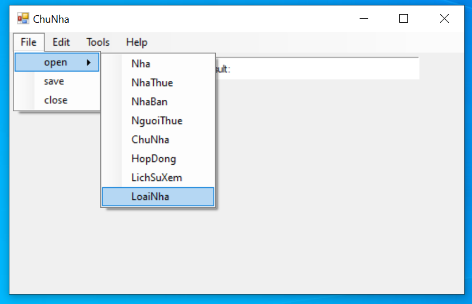 ChuNha
File Edit Tools Help
open
save
close
Nha
NhaThue
NhaBan
NguoiThue
ChuNha
HopDong
LichSuXem
LoaiNha